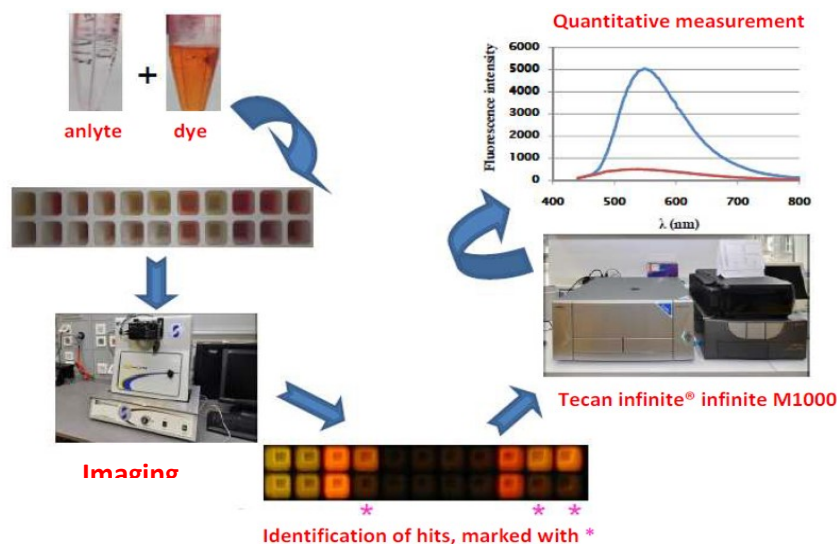 Quantitative measurement
6000
5000
4000
3000
2000
1000
0
Fluorescence intensity
400 500 600 700 800
λ (nm)
+
anlyte dye
Tecan infinite® infinite M1000
Imaging
* * *
Identification of hits, marked with *